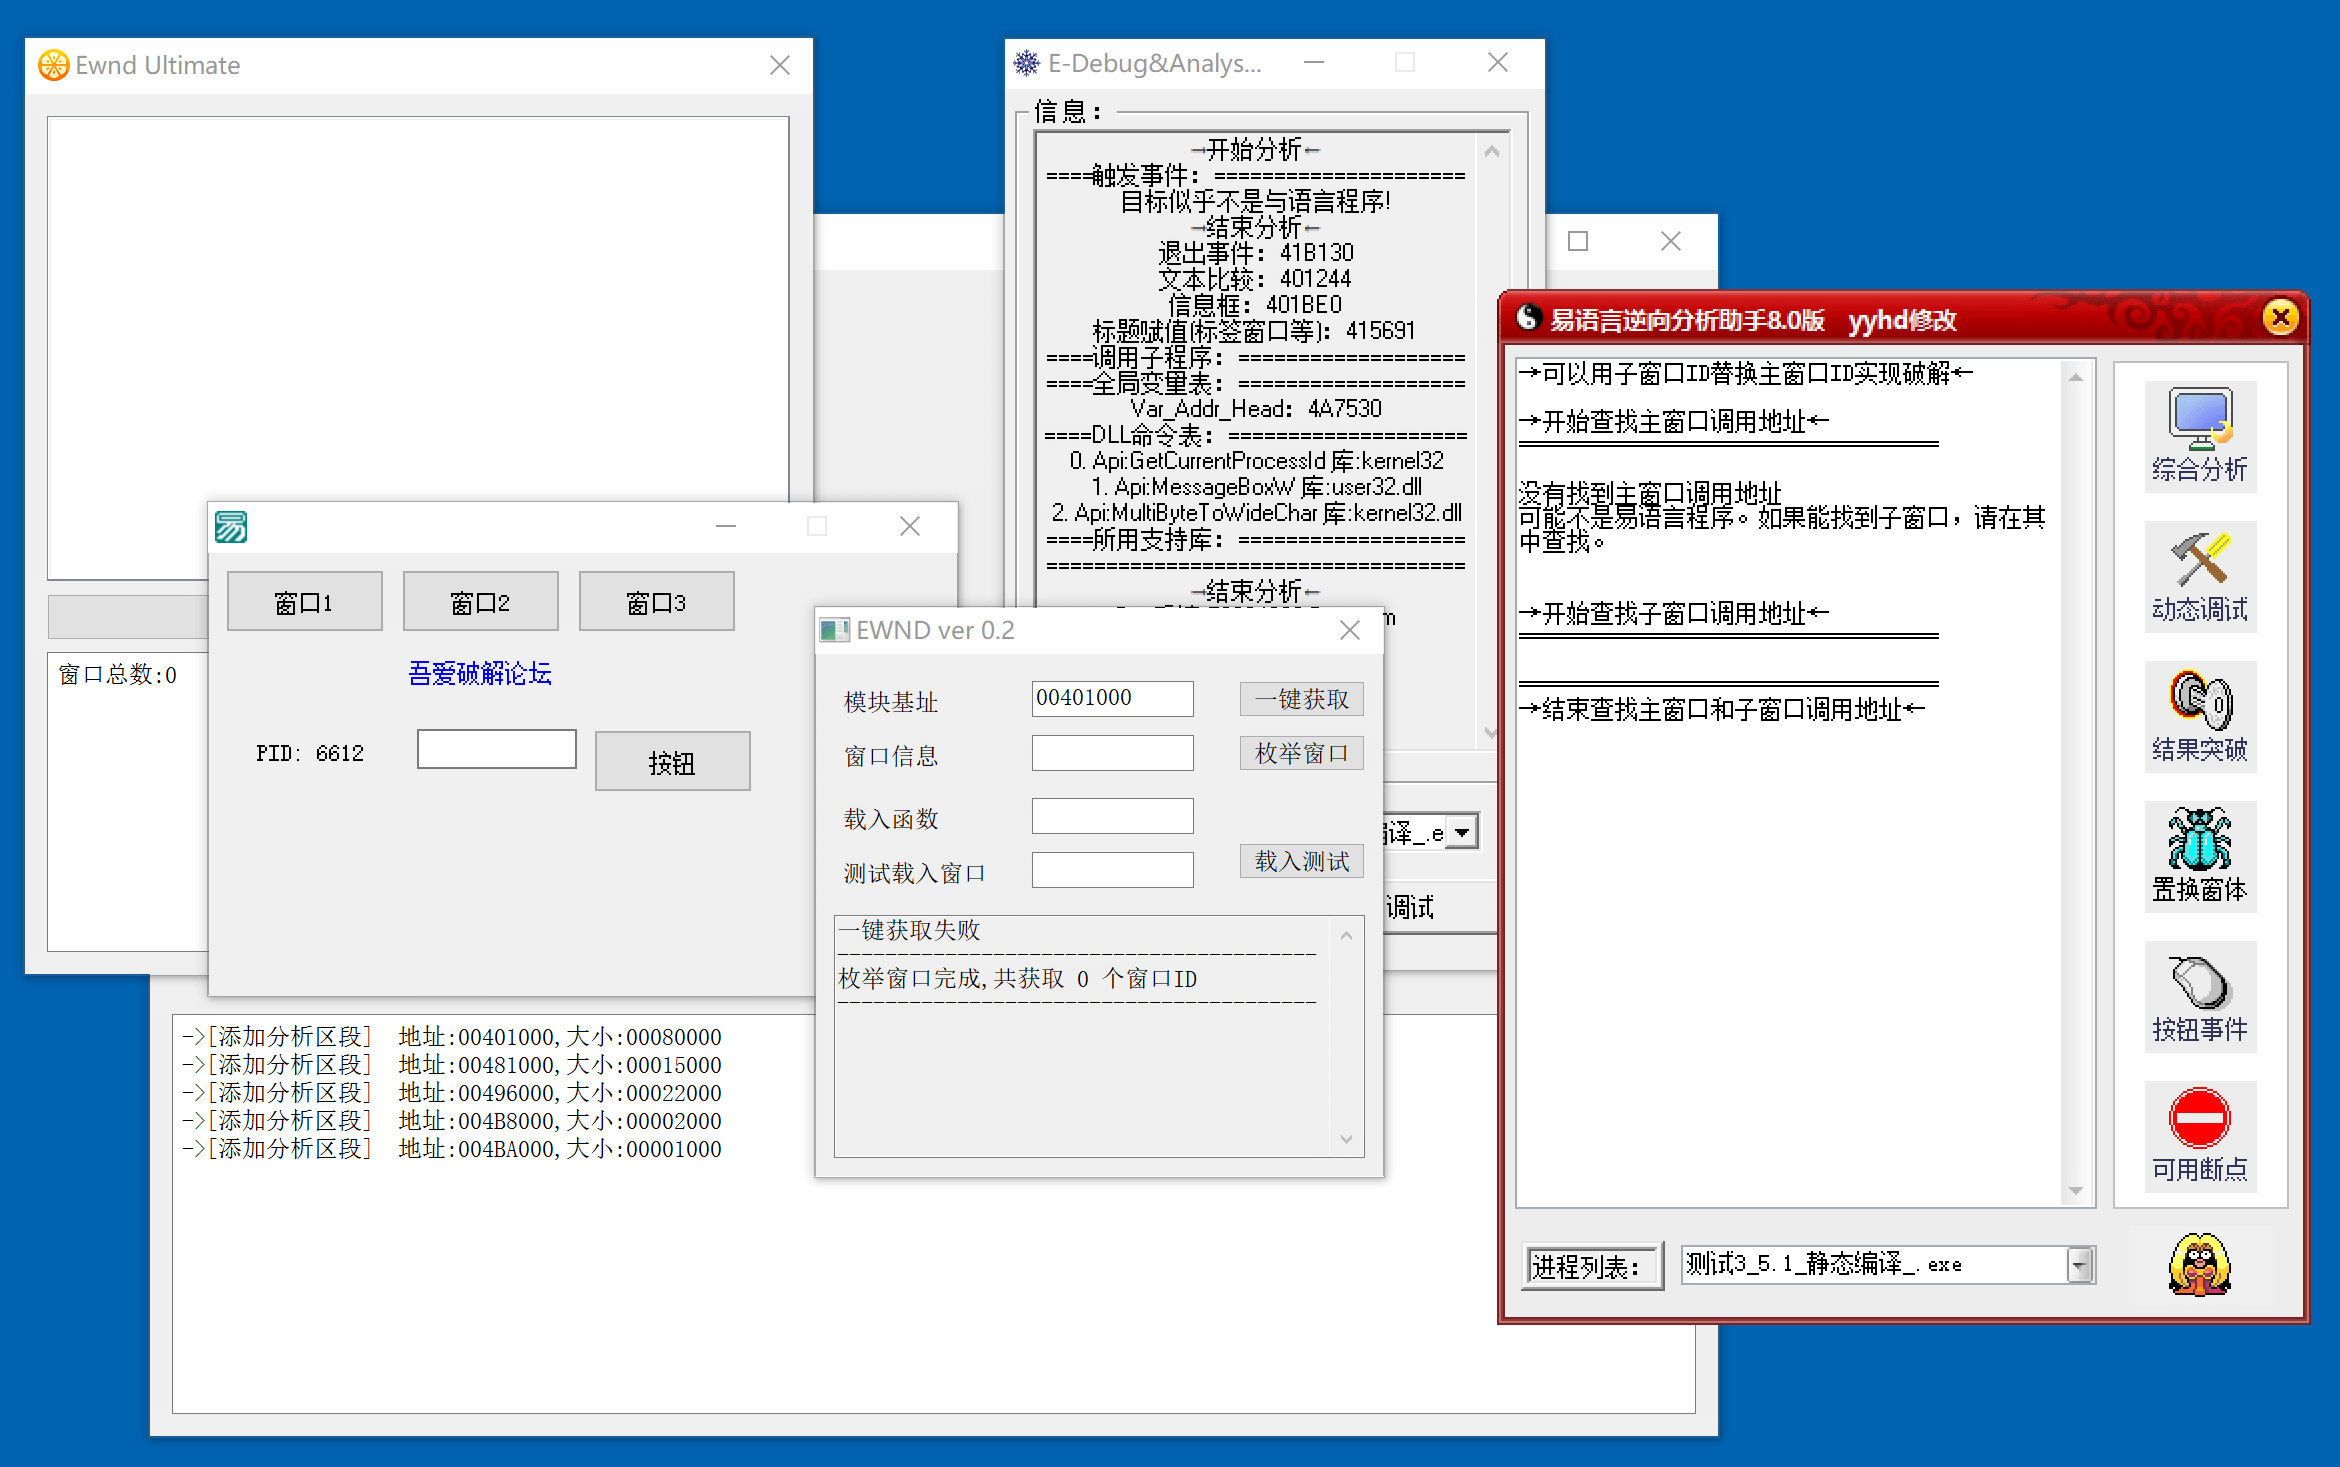 Ewnd Ultimate
窗口总数:0
E-Debug&Analys...
信息：
→开始分析←
====触发事件：=====================
目标似乎不是与语言程序!
→结束分析←
退出事件：41B130
文本比较：401244
信息框：401BE0
标题赋值(标签窗口等)：415691
====调用子程序：===================
====全局变量表：===================
Var_Addr_Head：4A7530
====DLL命令表：====================
0. Api:GetCurrentProcessId 库:kernel32
1. Api:MessageBoxW 库:user32.dll
2. Api:MultiByteToWideChar 库:kernel32.dll
====所用支持库：===================
===================================
→结束分析←
译_.e
调试
窗口1
窗口2
窗口3
吾爱破解论坛
PID: 6612
按钮
EWND ver 0.2
模块基址
00401000
一键获取
窗口信息
枚举窗口
载入函数
测试载入窗口
载入测试
一键获取失败
----------------------------------------
枚举窗口完成,共获取 0 个窗口ID
----------------------------------------
->[添加分析区段] 地址:00401000,大小:00080000
->[添加分析区段] 地址:00481000,大小:00015000
->[添加分析区段] 地址:00496000,大小:00022000
->[添加分析区段] 地址:004B8000,大小:00002000
->[添加分析区段] 地址:004BA000,大小:00001000
易语言逆向分析助手8.0版 yyhd修改
→可以用子窗口ID替换主窗口ID实现破解←
→开始查找主窗口调用地址←
===================================
没有找到主窗口调用地址
可能不是易语言程序。如果能找到子窗口，请在其
中查找。
→开始查找子窗口调用地址←
===================================
===================================
→结束查找主窗口和子窗口调用地址←
综合分析
动态调试
结果突破
置换窗体
按钮事件
可用断点
进程列表：
测试3_5.1_静态编译_.exe